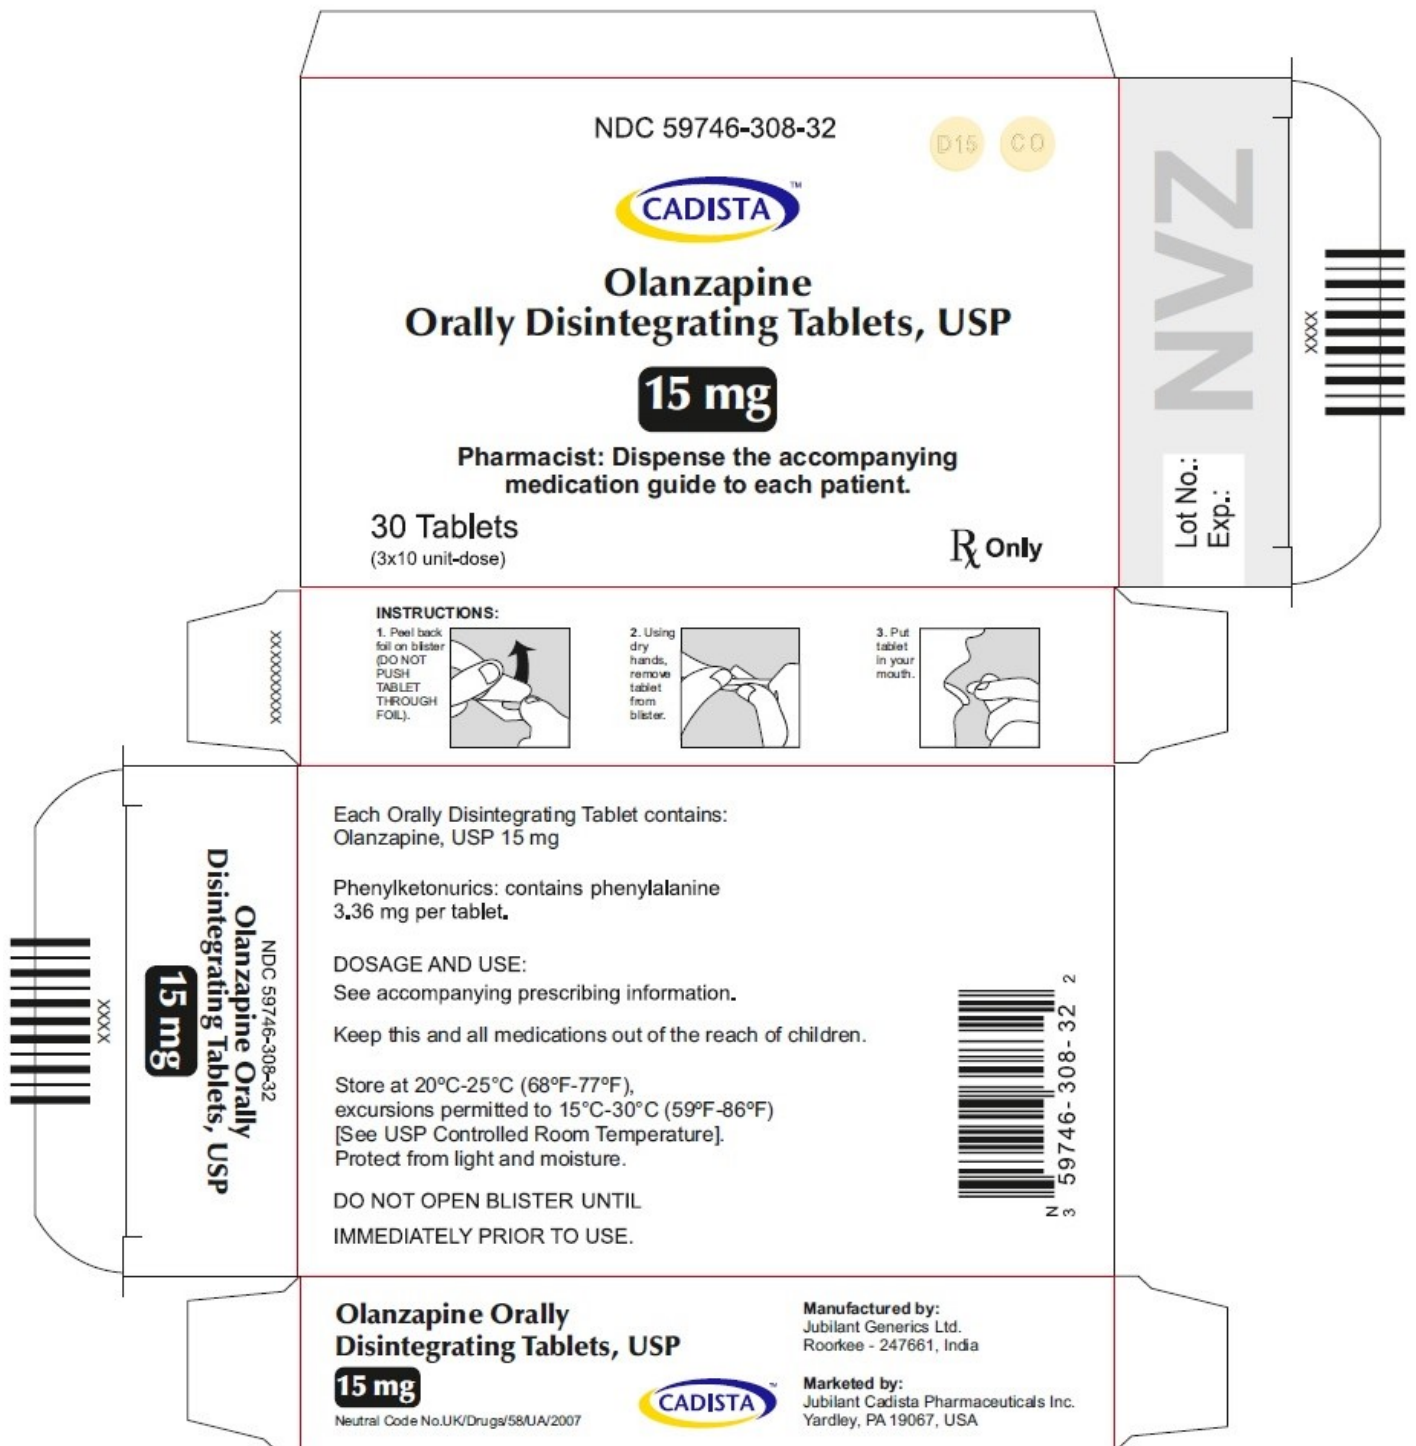 NDC 59746-308-32
D15 CO
CADISTA™
Olanzapine
Orally Disintegrating Tablets, USP
15 mg
Pharmacist: Dispense the accompanying
medication guide to each patient.
30 Tablets
(3x10 unit-dose)
Rx Only
NVZ
Lot No.:
Exp.:
XXXX
XXXXXXXXXX
INSTRUCTIONS:
1. Peel back
foil on blister
(DO NOT
PUSH
TABLET
THROUGH
FOIL).
2. Using
dry
hands,
remove
tablet
from
blister.
3. Put
tablet
in your
mouth.
NDC 59746-308-32
Olanzapine Orally
Disintegrating Tablets, USP
15 mg
XXXX
Each Orally Disintegrating Tablet contains:
Olanzapine, USP 15 mg
Phenylketonurics: contains phenylalanine
3.36 mg per tablet.
DOSAGE AND USE:
See accompanying prescribing information.
Keep this and all medications out of the reach of children.
Store at 20ºC-25°C (68ºF-77ºF),
excursions permitted to 15°C-30°C (59ºF-86ºF)
[See USP Controlled Room Temperature].
Protect from light and moisture.
DO NOT OPEN BLISTER UNTIL
IMMEDIATELY PRIOR TO USE.
N
3 59746-308-32 2
Olanzapine Orally
Disintegrating Tablets, USP
15 mg
Neutral Code No.UK/Drugs/58/UA/2007
CADISTA™
Manufactured by:
Jubilant Generics Ltd.
Roorkee - 247661, India
Marketed by:
Jubilant Cadista Pharmaceuticals Inc.
Yardley, PA 19067, USA